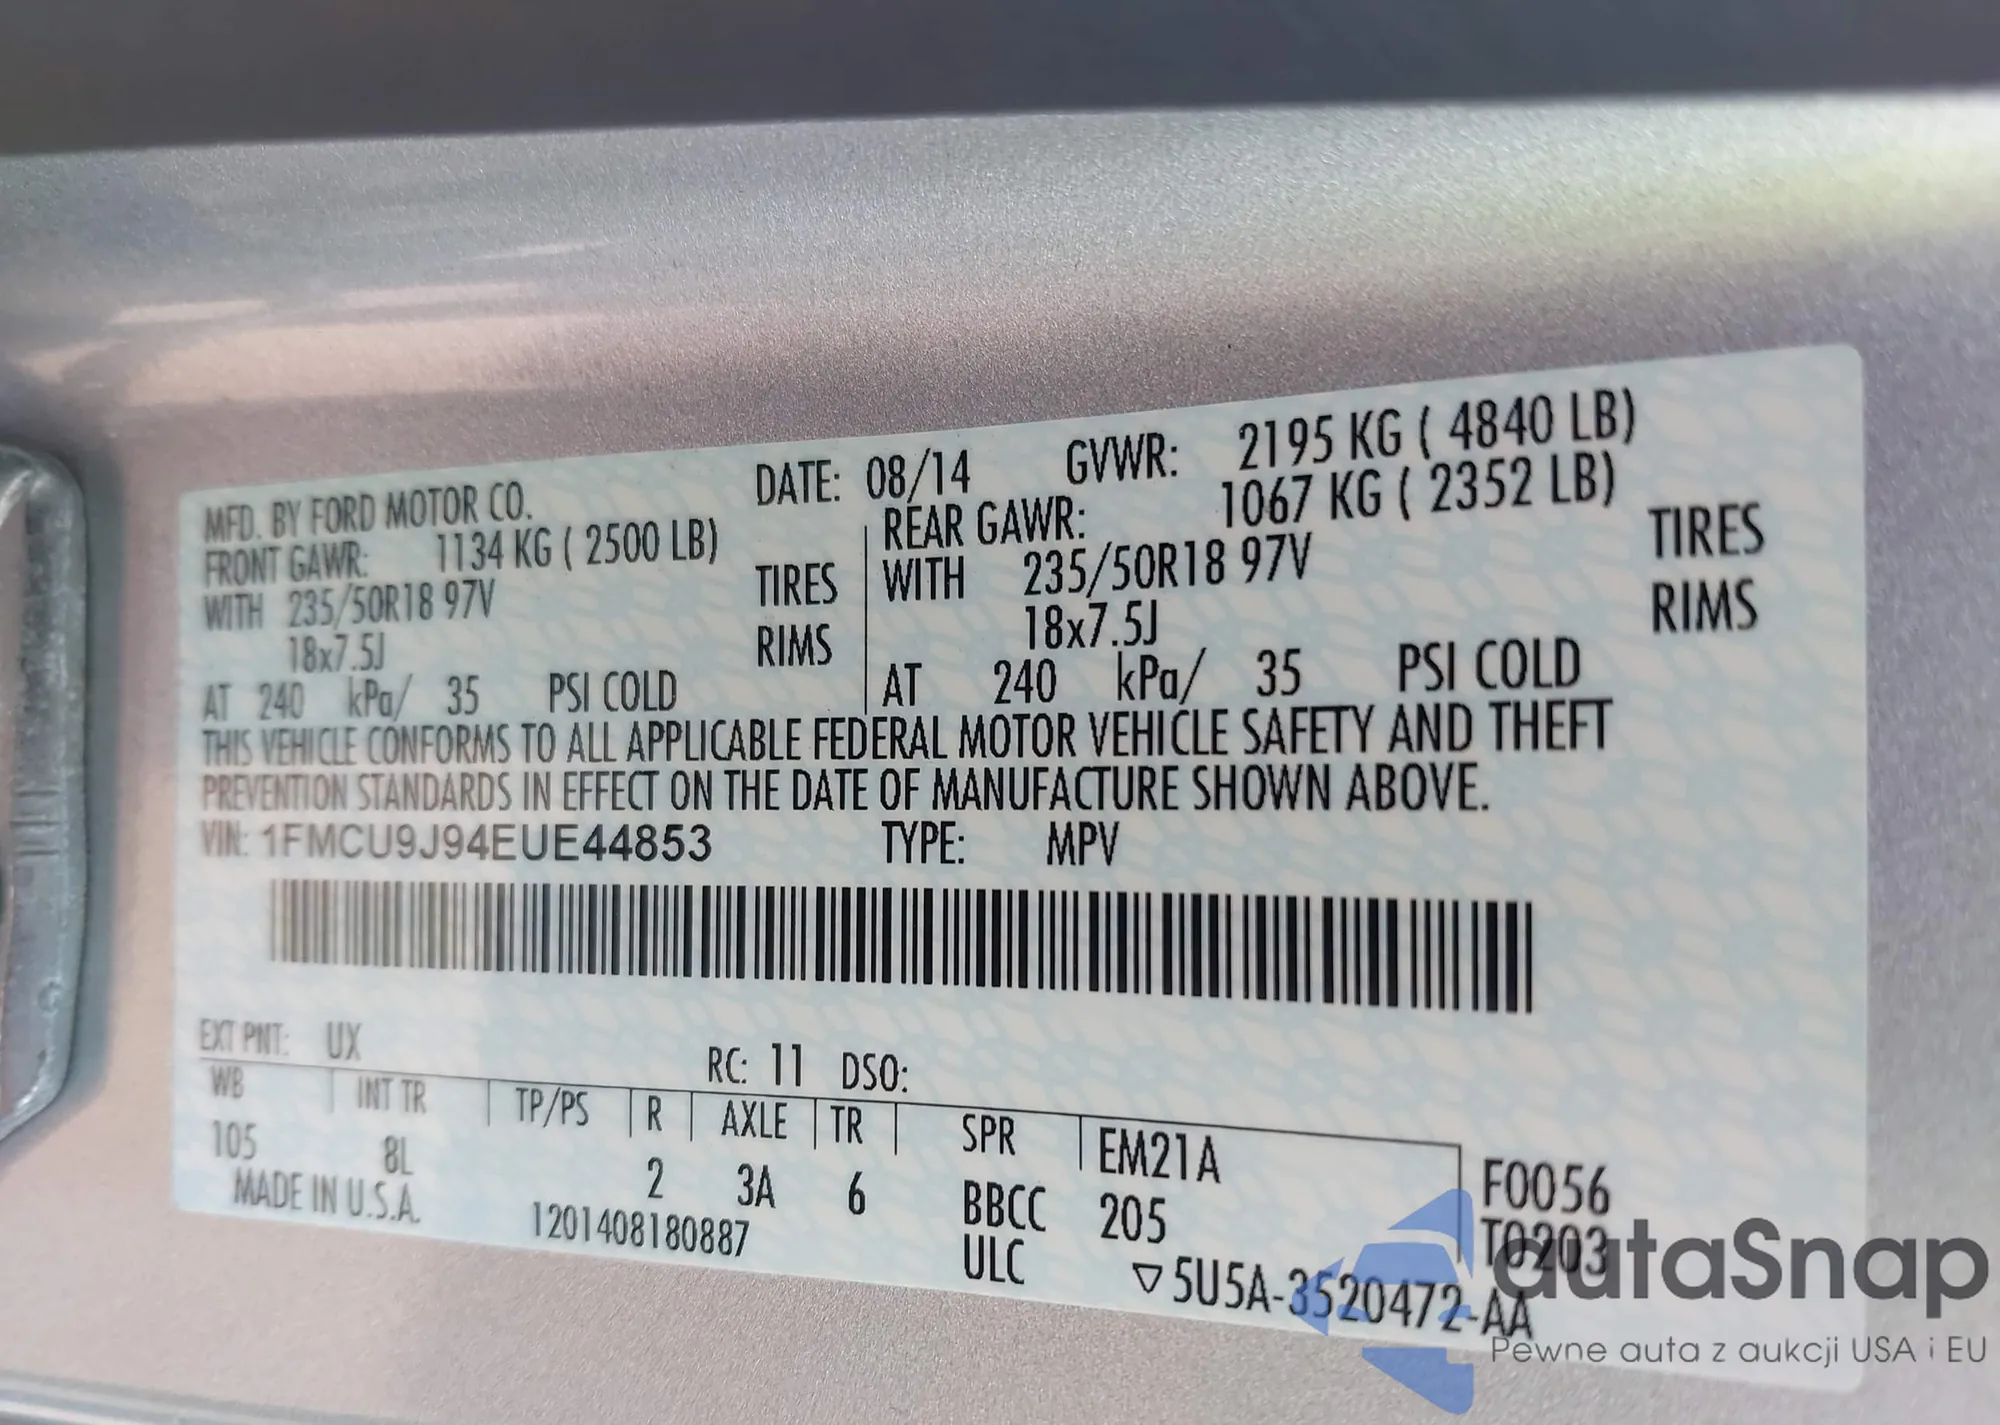 MFD. BY FORD MOTOR CO. DATE: 08/14 GVWR: 2195 KG ( 4840 LB)
FRONT GAWR: 1134 KG ( 2500 LB) REAR GAWR: 1067 KG ( 2352 LB)
WITH 235/50R18 97V TIRES WITH 235/50R18 97V TIRES
18x7.5J RIMS 18x7.5J RIMS
AT 240 kPa/ 35 PSI COLD AT 240 kPa/ 35 PSI COLD
THIS VEHICLE CONFORMS TO ALL APPLICABLE FEDERAL MOTOR VEHICLE SAFETY AND THEFT
PREVENTION STANDARDS IN EFFECT ON THE DATE OF MANUFACTURE SHOWN ABOVE.
VIN: 1FMCU9J94EUE44853 TYPE: MPV
EXT PNT: UX RC: 11 DSO:
WB INT TR TP/PS R AXLE TR SPR EM21A F0056
105 8L 2 3A 6 BBCC 205 T0203
MADE IN U.S.A. 1201408180887 ULC ▽5U5A-3520472-AA
autaSnap
Pewne auta z aukcji USA i EU